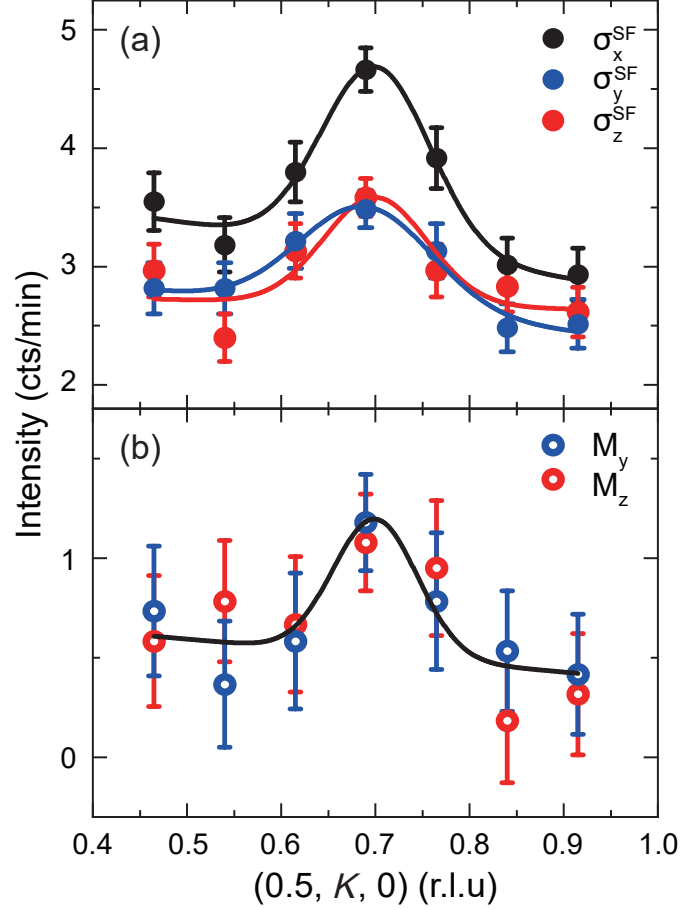 (a)
σxSF
σySF
σzSF
5
4
3
2
Intensity (cts/min)
(b)
My
Mz
1
0
0.4 0.5 0.6 0.7 0.8 0.9 1.0
(0.5, K, 0) (r.l.u)